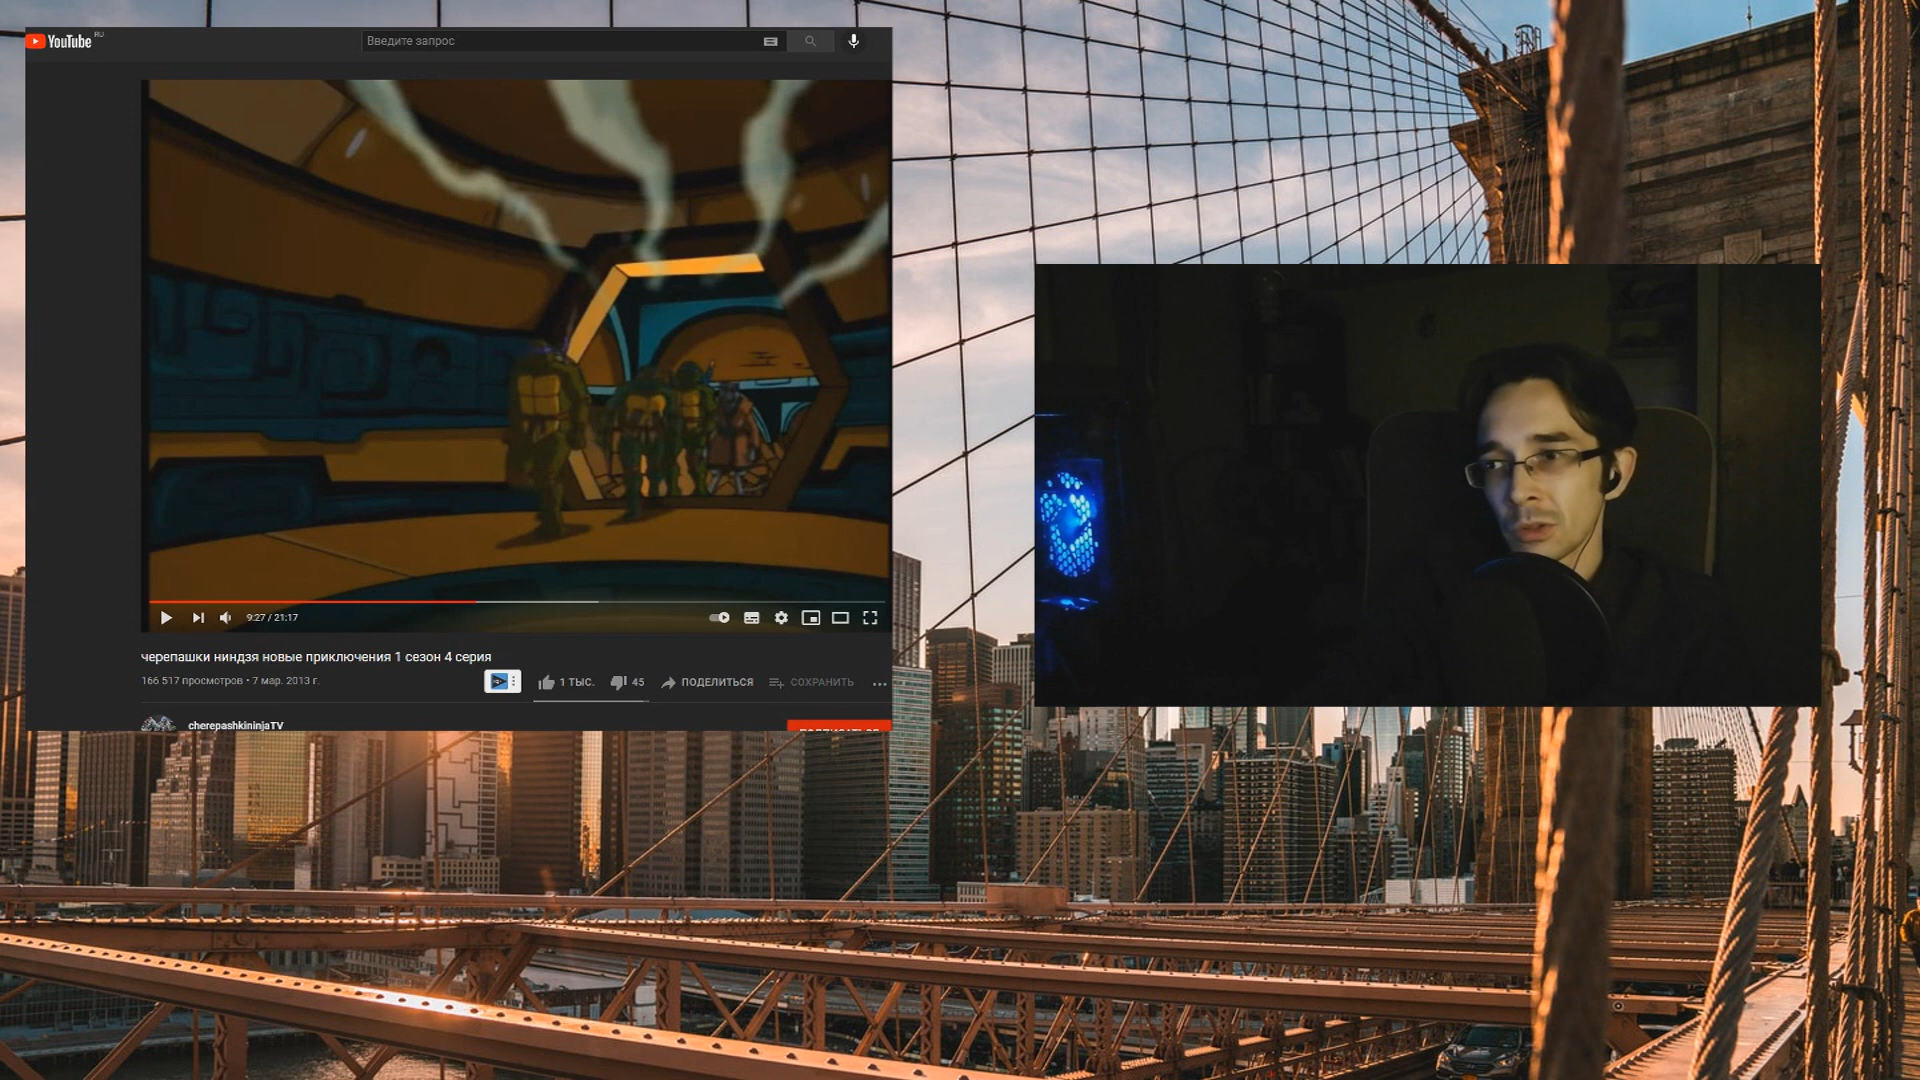 YouTube RU
Введите запрос
9:27 / 21:17
черепашки ниндзя новые приключения 1 сезон 4 серия
166 517 просмотров • 7 мар. 2013 г.
1 ТЫС.
45
ПОДЕЛИТЬСЯ
СОХРАНИТЬ
cherepashkininjaTV